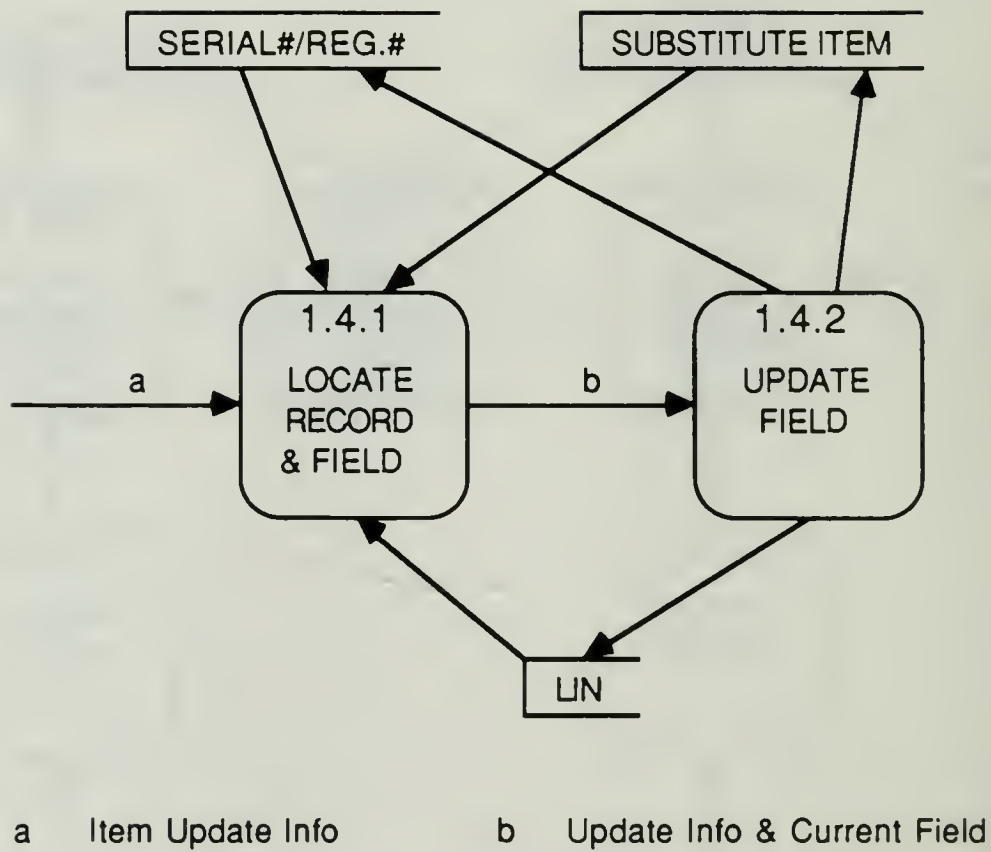 SERIAL#/REG.#
SUBSTITUTE ITEM
1.4.1
LOCATE
RECORD
& FIELD
1.4.2
UPDATE
FIELD
a
b
LIN
a Item Update Info
b Update Info & Current Field